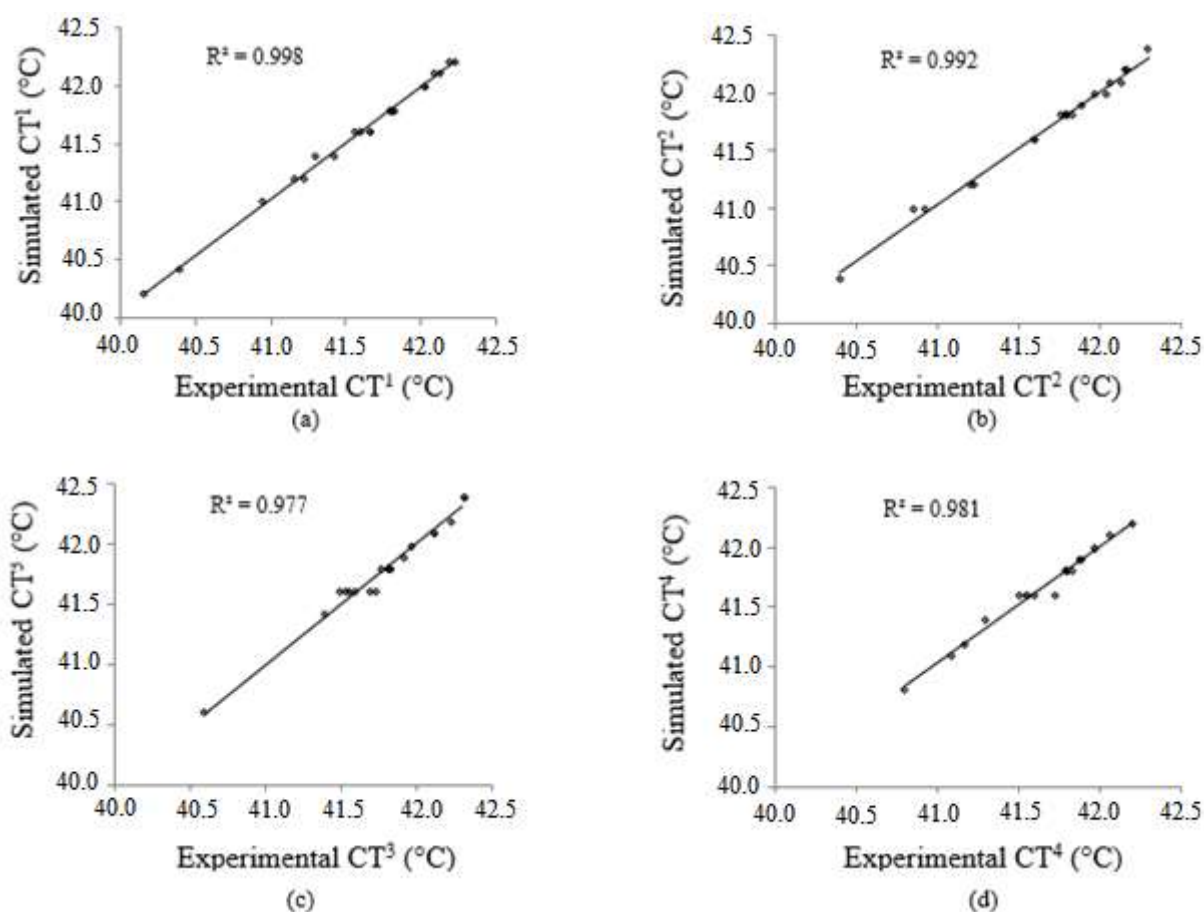 42.5
42.0
41.5
41.0
40.5
40.0
Simulated CT¹ (°C)
R² = 0.998
40.0 40.5 41.0 41.5 42.0 42.5
Experimental CT¹ (°C)
(a)
42.5
42.0
41.5
41.0
40.5
40.0
Simulated CT² (°C)
R² = 0.992
40.0 40.5 41.0 41.5 42.0 42.5
Experimental CT² (°C)
(b)
42.5
42.0
41.5
41.0
40.5
40.0
Simulated CT³ (°C)
R² = 0.977
40.0 40.5 41.0 41.5 42.0 42.5
Experimental CT³ (°C)
(c)
42.5
42.0
41.5
41.0
40.5
40.0
Simulated CT⁴ (°C)
R² = 0.981
40.0 40.5 41.0 41.5 42.0 42.5
Experimental CT⁴ (°C)
(d)